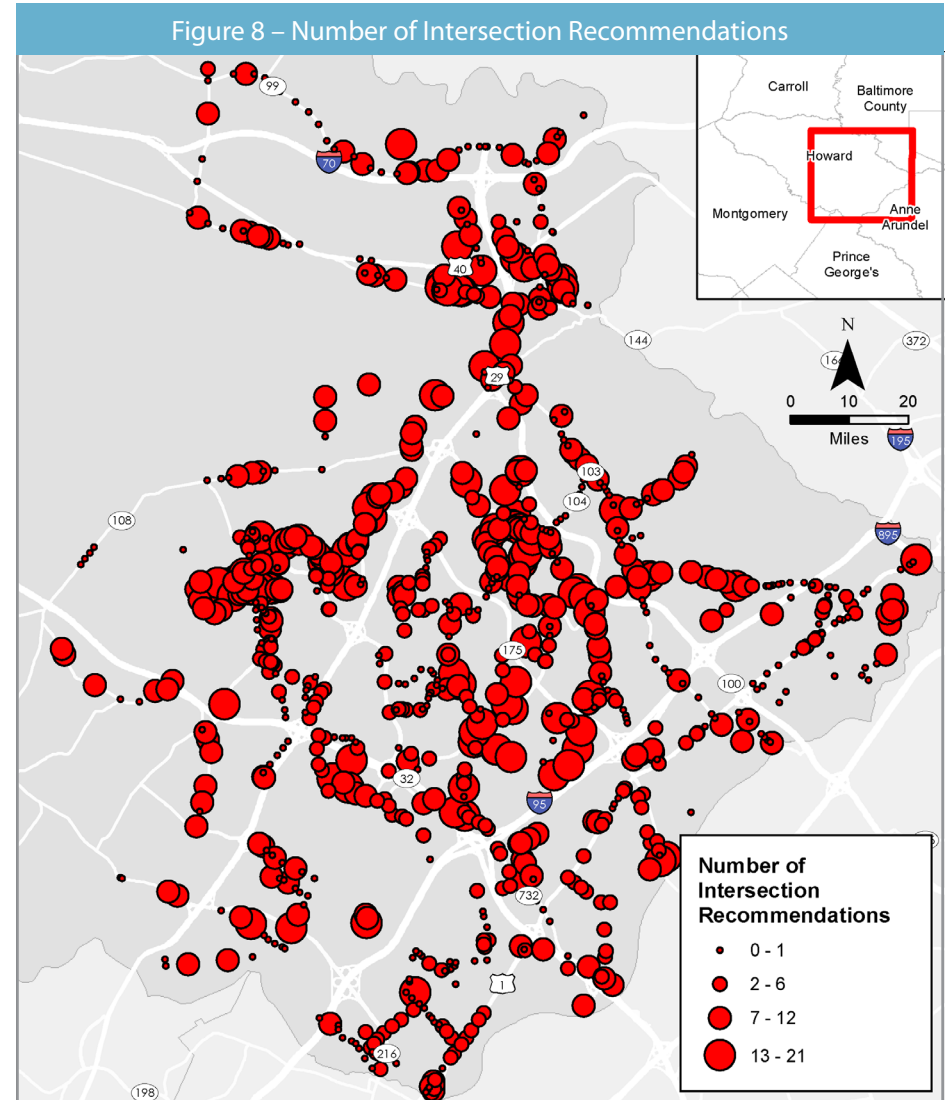 Figure 8 – Number of Intersection Recommendations
99
70
Carroll
Baltimore
County
Howard
Montgomery
Anne
Arundel
Prince
George's
40
144
N
372
29
0 10 20
Miles
195
103
104
108
895
175
100
32
95
732
1
216
198
Number of
Intersection
Recommendations
0 - 1
2 - 6
7 - 12
13 - 21